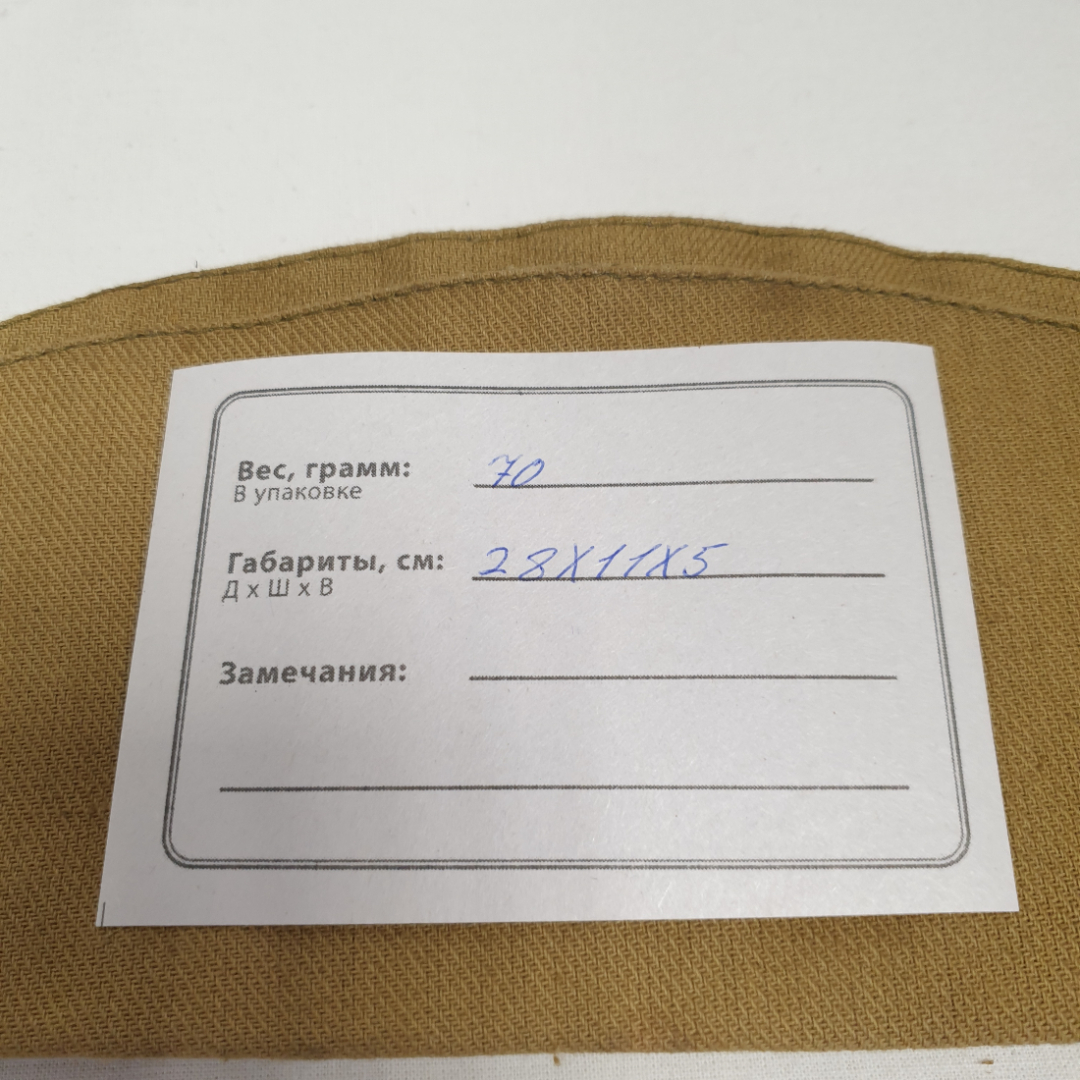 Вес, грамм: 70
В упаковке
Габариты, см: 28X11X5
Д х Ш х В
Замечания: